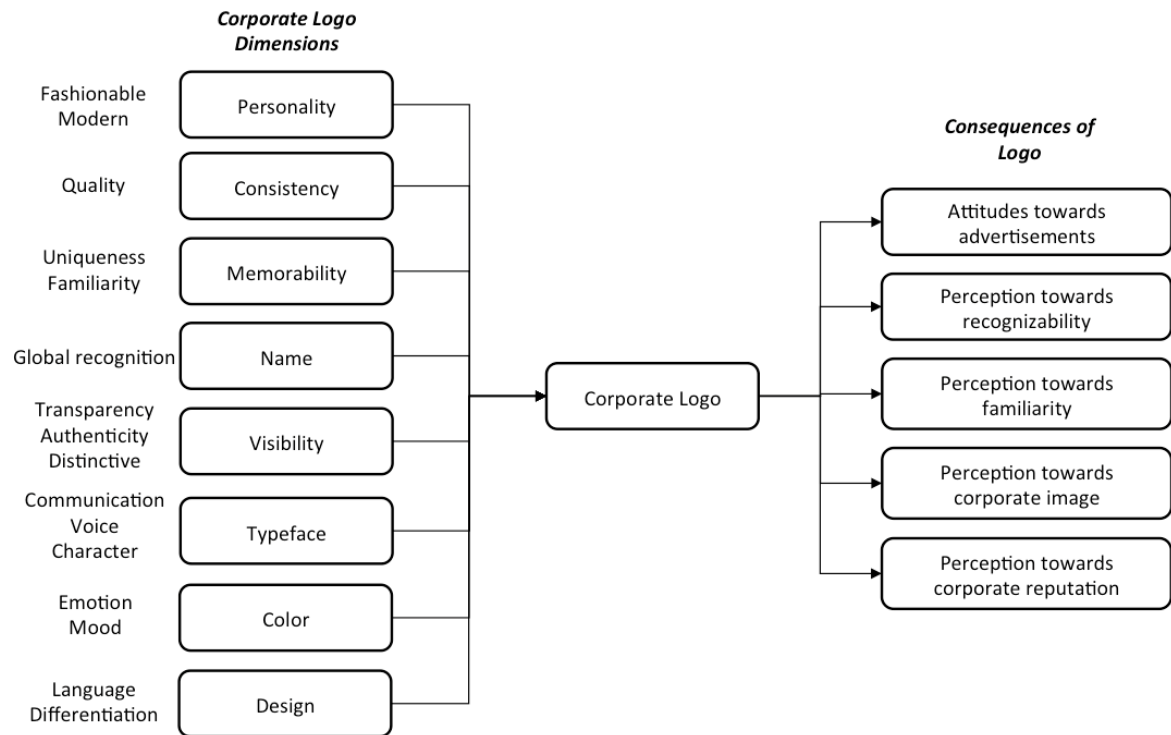 Corporate Logo
Dimensions
Fashionable
Modern
Personality
Quality
Consistency
Uniqueness
Familiarity
Memorability
Global recognition
Name
Transparency
Authenticity
Distinctive
Visibility
Communication
Voice
Character
Typeface
Emotion
Mood
Color
Language
Differentiation
Design
Corporate Logo
Consequences of
Logo
Attitudes towards
advertisements
Perception towards
recognizability
Perception towards
familiarity
Perception towards
corporate image
Perception towards
corporate reputation